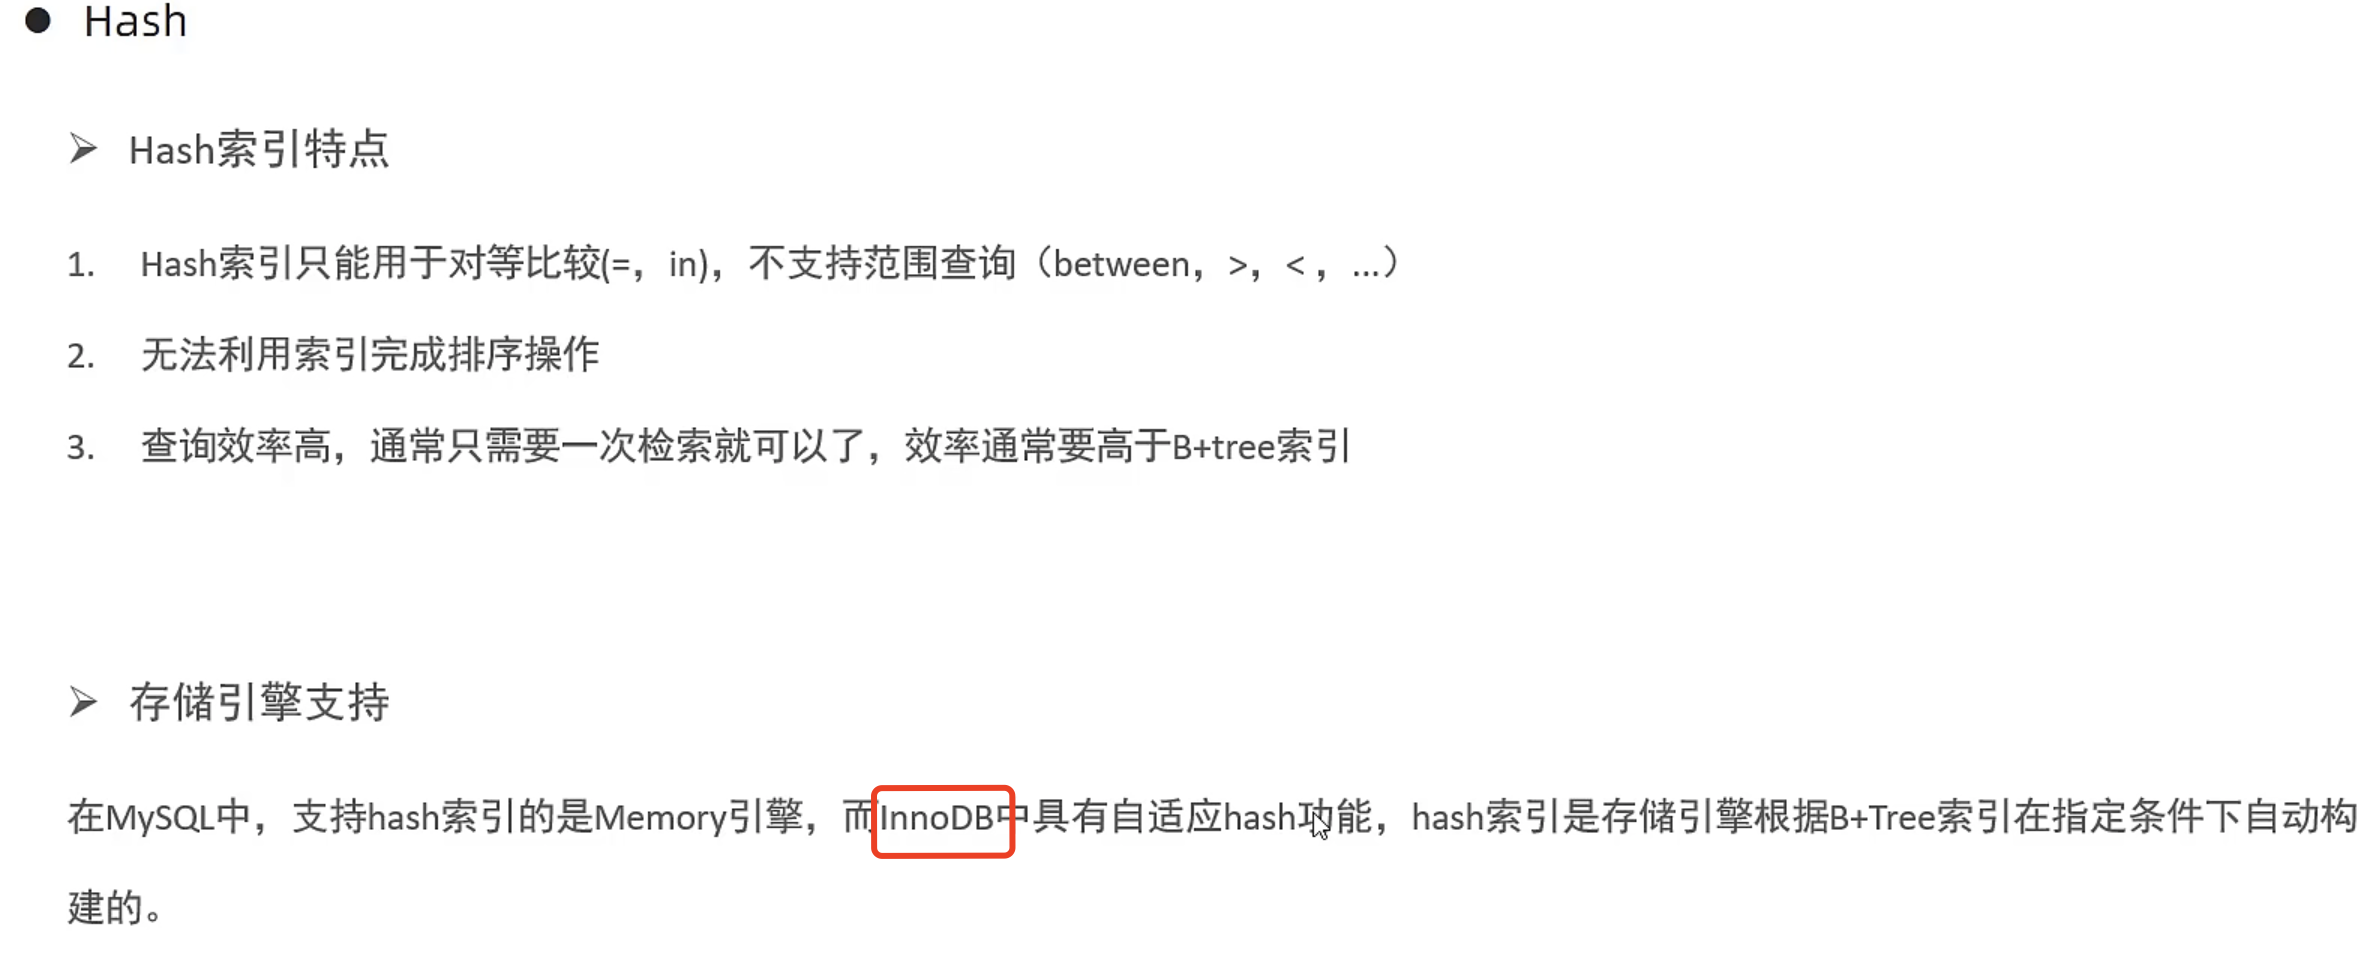 ● Hash
➢ Hash索引特点
1. Hash索引只能用于对等比较(=，in)，不支持范围查询（between，>，< ，...）
2. 无法利用索引完成排序操作
3. 查询效率高，通常只需要一次检索就可以了，效率通常要高于B+tree索引
➢ 存储引擎支持
在MySQL中，支持hash索引的是Memory引擎，而InnoDB中具有自适应hash功能，hash索引是存储引擎根据B+Tree索引在指定条件下自动构
建的。